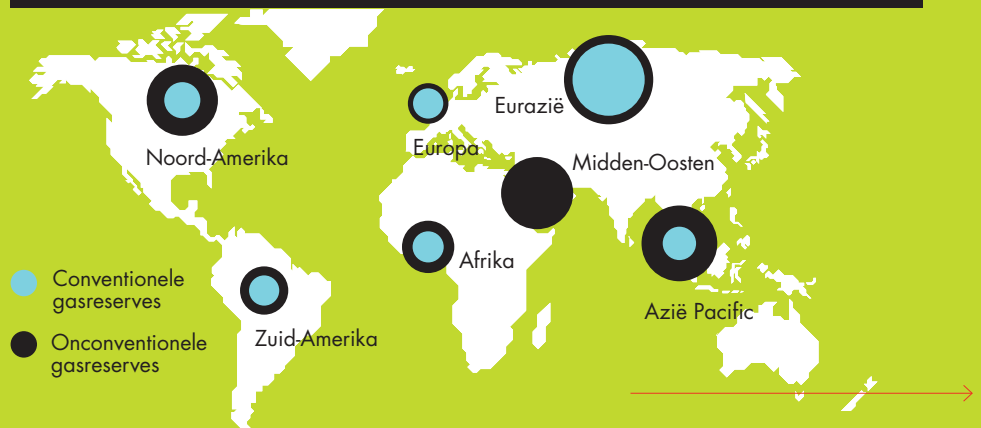 Eurazië
Europa
Noord-Amerika
Midden-Oosten
Afrika
Conventionele
gasreserves
Azië Pacific
Zuid-Amerika
Onconventionele
gasreserves